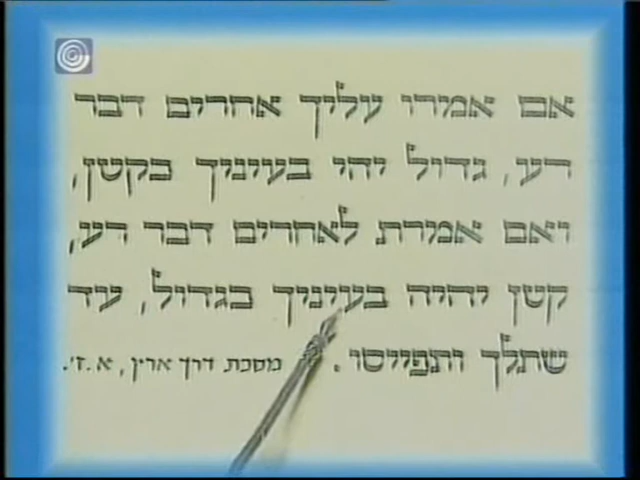 אם אמרו עליך אחרים דבר
רע, גדול יהי בעיניך כקטן,
ואם אמרת לאחרים דבר רע,
קטן יהיה בעיניך כגדול, עד
שתלך ותפייסו.
מסכת דרך ארץ, א.ז'.